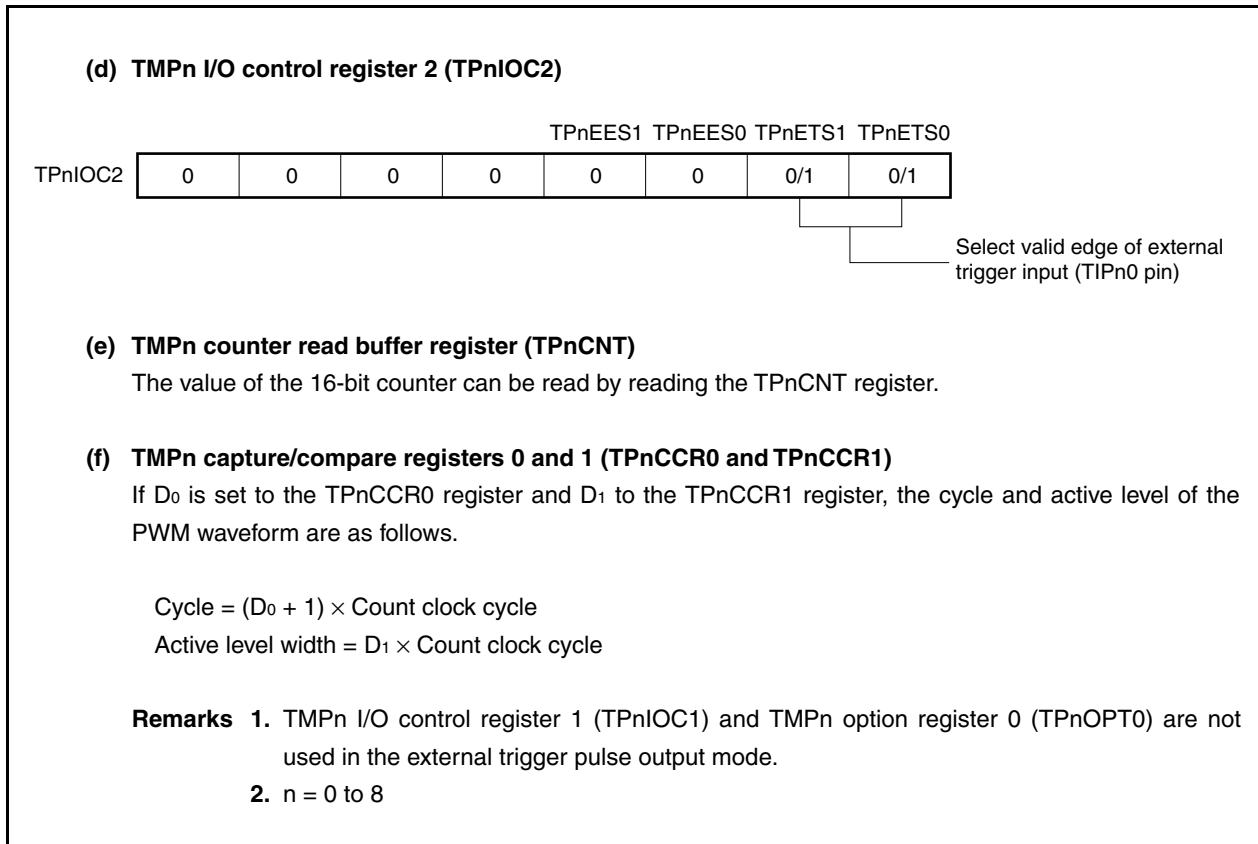 (d) TMPn I/O control register 2 (TPnIOC2)
TPnEES1 TPnEES0 TPnETS1 TPnETS0
TPnIOC2 0 0 0 0 0 0 0/1 0/1
Select valid edge of external
trigger input (TIPn0 pin)
(e) TMPn counter read buffer register (TPnCNT)
The value of the 16-bit counter can be read by reading the TPnCNT register.
(f) TMPn capture/compare registers 0 and 1 (TPnCCR0 and TPnCCR1)
If D0 is set to the TPnCCR0 register and D1 to the TPnCCR1 register, the cycle and active level of the
PWM waveform are as follows.
Cycle = (D0 + 1) × Count clock cycle
Active level width = D1 × Count clock cycle
Remarks 1. TMPn I/O control register 1 (TPnIOC1) and TMPn option register 0 (TPnOPT0) are not
used in the external trigger pulse output mode.
2. n = 0 to 8